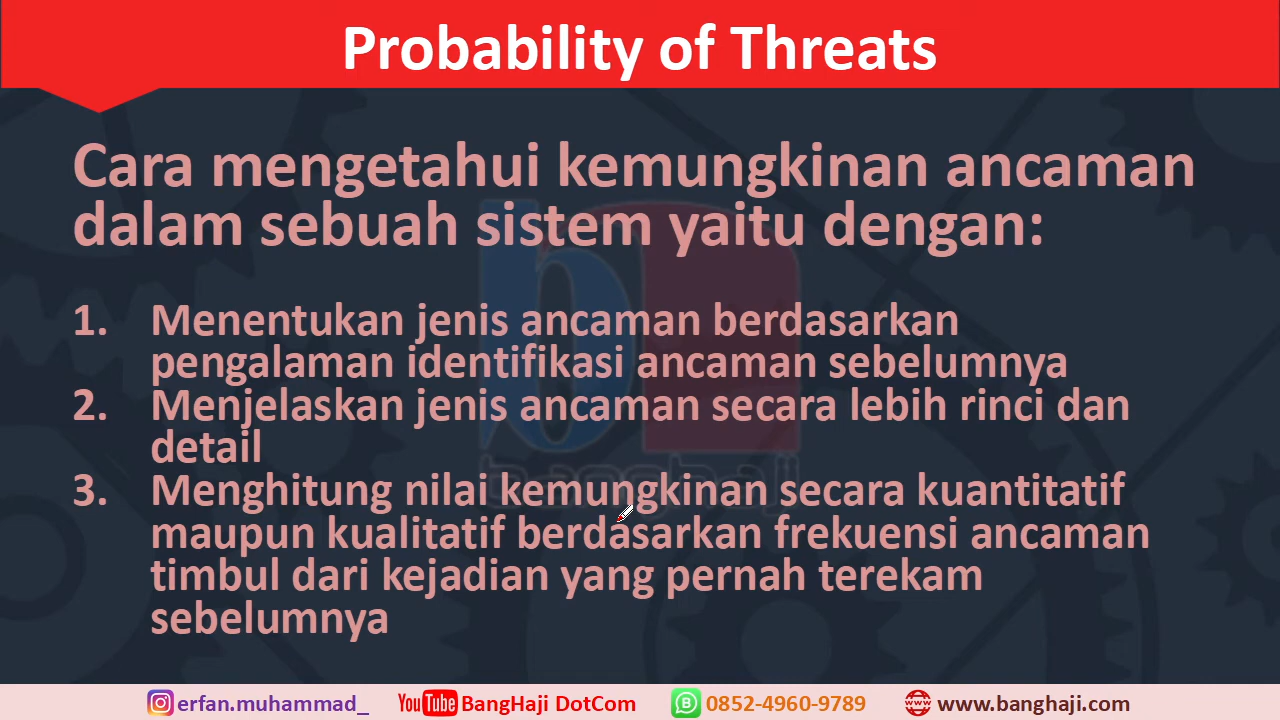 Probability of Threats
Cara mengetahui kemungkinan ancaman
dalam sebuah sistem yaitu dengan:
1. Menentukan jenis ancaman berdasarkan
pengalaman identifikasi ancaman sebelumnya
2. Menjelaskan jenis ancaman secara lebih rinci dan
detail
3. Menghitung nilai kemungkinan secara kuantitatif
maupun kualitatif berdasarkan frekuensi ancaman
timbul dari kejadian yang pernah terekam
sebelumnya
banghaji
erfan.muhammad_ YouTube BangHaji DotCom 0852-4960-9789 www.banghaji.com